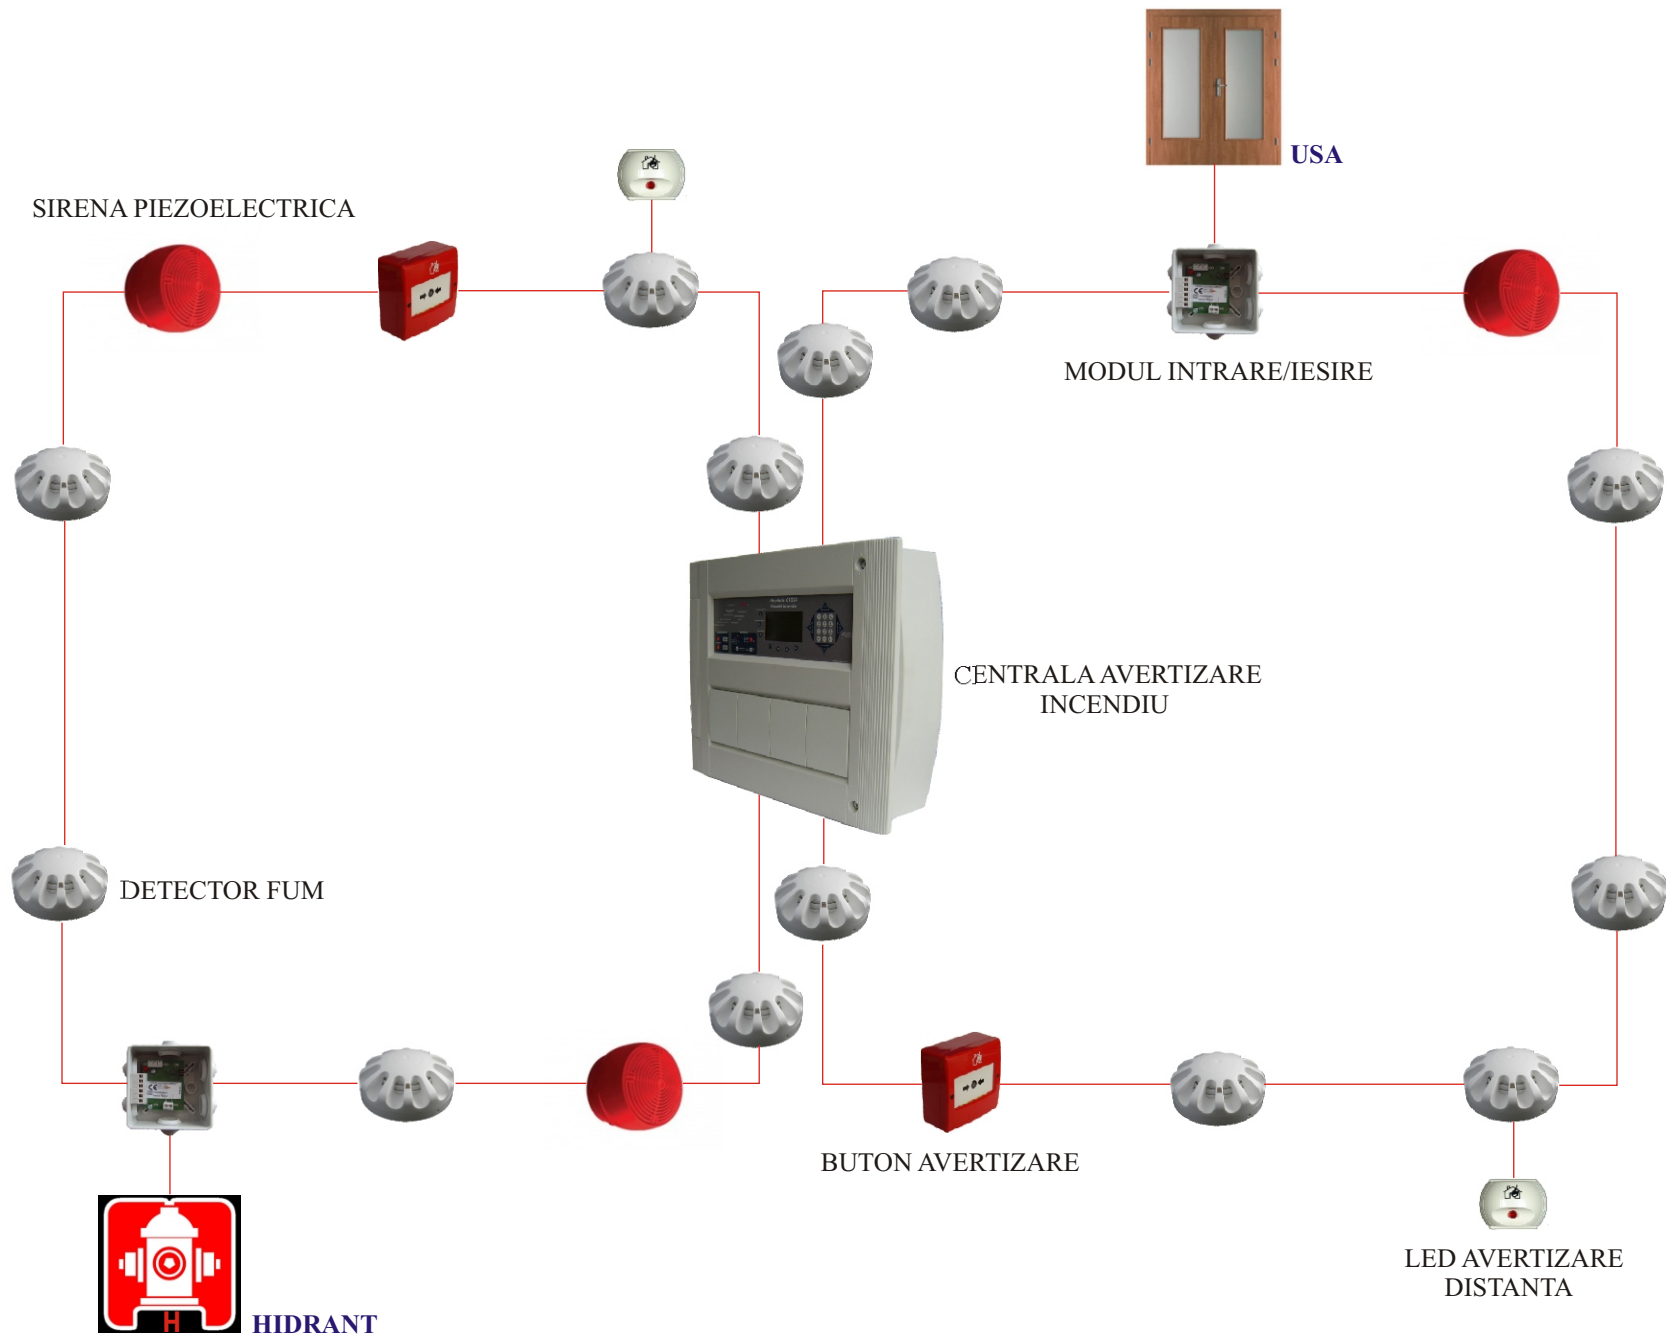 USA
SIRENA PIEZOELECTRICA
MODUL INTRARE/IESIRE
CENTRALA AVERTIZARE
INCENDIU
DETECTOR FUM
BUTON AVERTIZARE
LED AVERTIZARE
DISTANTA
H
HIDRANT